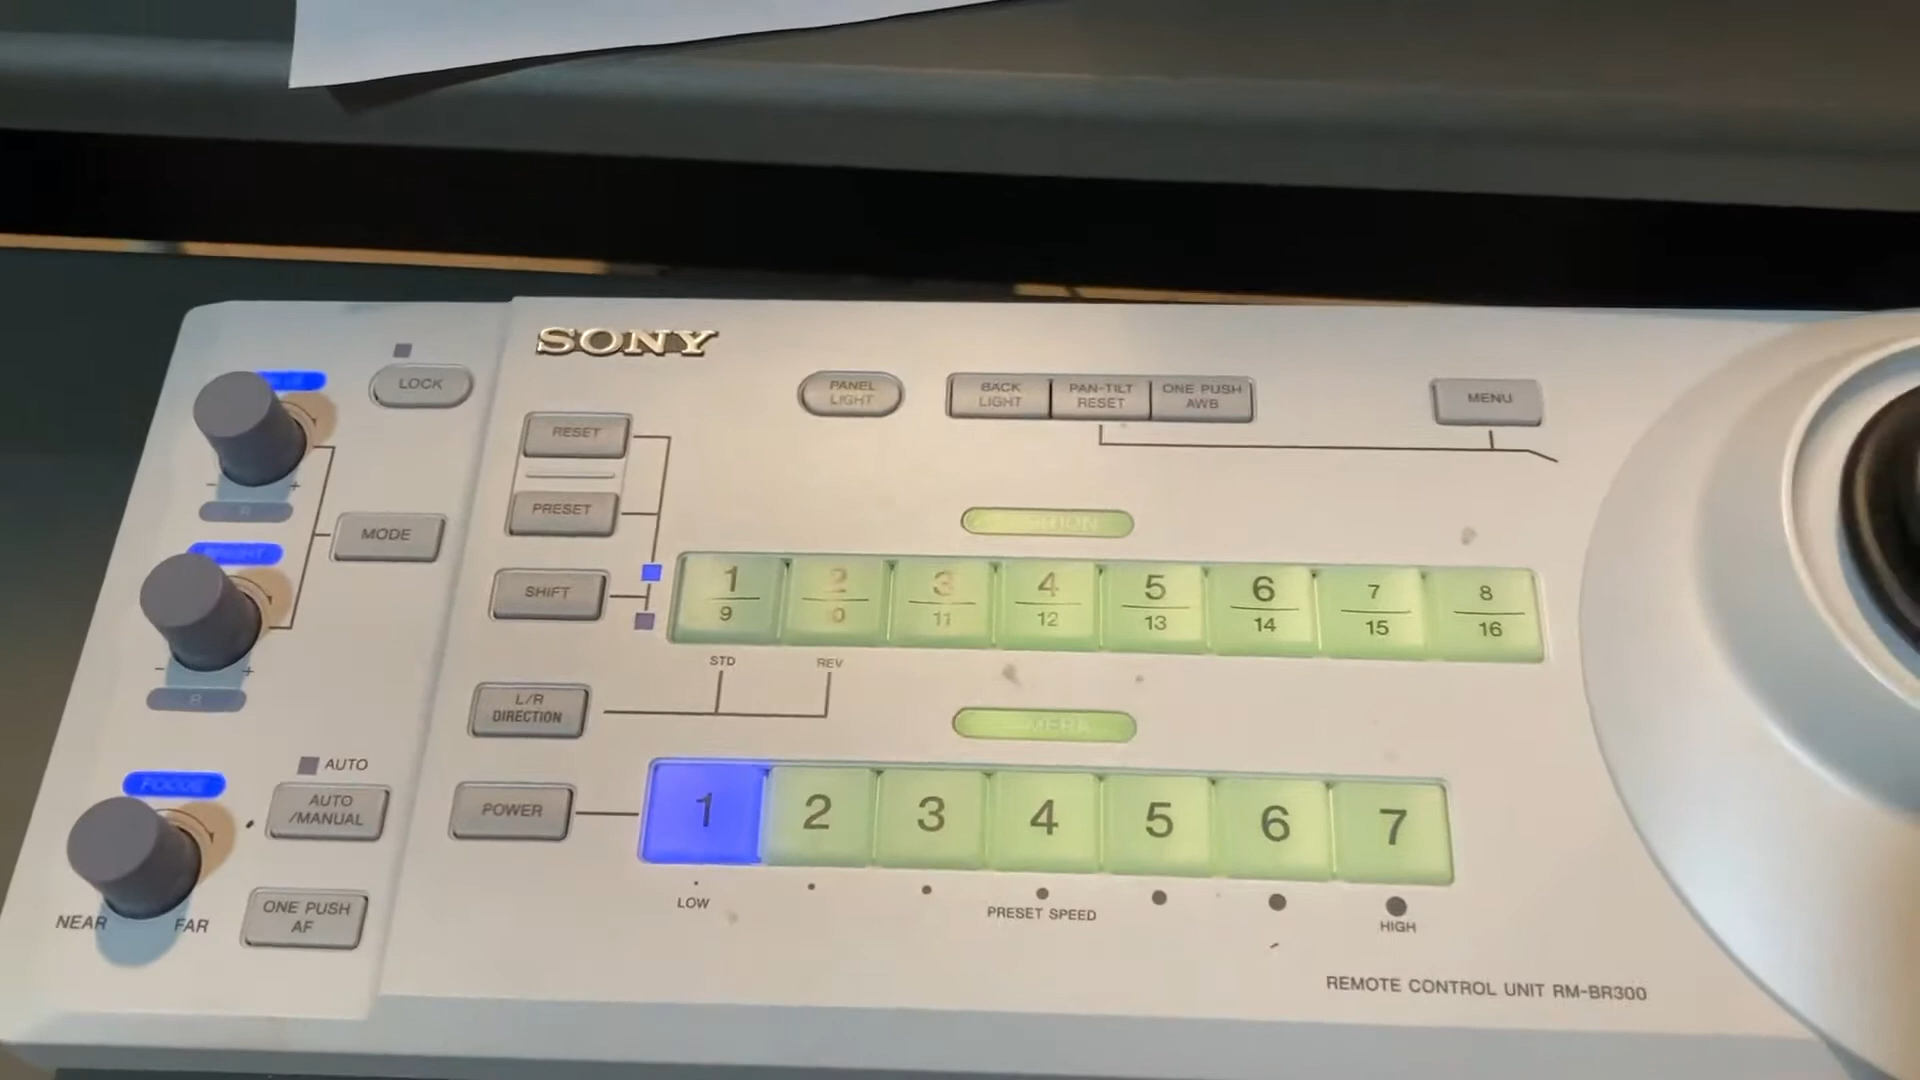 SONY
LOCK
PANEL
LIGHT
BACK
LIGHT
PAN-TILT
RESET
ONE PUSH
AWB
MENU
RESET
PRESET
MODE
SHIFT
R
B
- +
- +
1 2 3 4 5 6 7 8
9 10 11 12 13 14 15 16
STD REV
L/R
DIRECTION
AUTO
AUTO
/MANUAL
FOCUS
POWER
1 2 3 4 5 6 7
LOW
PRESET SPEED
HIGH
NEAR FAR
ONE PUSH
AF
REMOTE CONTROL UNIT RM-BR300